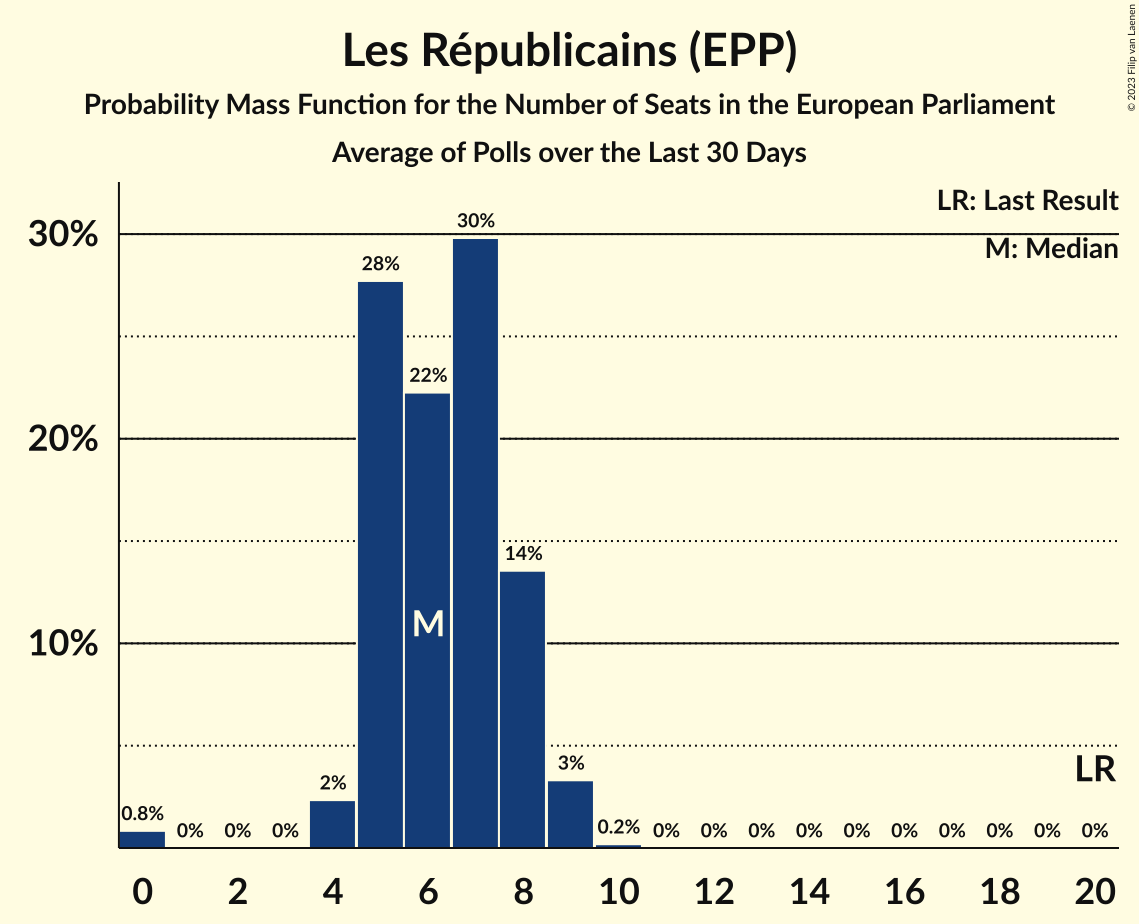 Les Républicains (EPP)
Probability Mass Function for the Number of Seats in the European Parliament
Average of Polls over the Last 30 Days
© 2023 Filip van Laenen
LR: Last Result
M: Median
30%
20%
10%
0.8%
0%
0%
0%
2%
28%
22%
30%
14%
3%
0.2%
0%
0%
0%
0%
0%
0%
0%
0%
0%
0%
M
LR
0 2 4 6 8 10 12 14 16 18 20